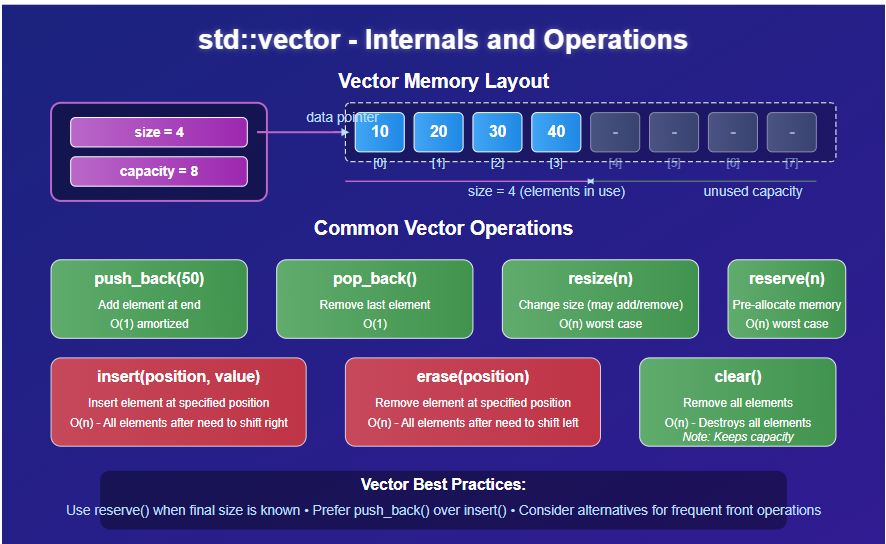 std::vector - Internals and Operations
Vector Memory Layout
size = 4
capacity = 8
data pointer
10 20 30 40 - - - -
[0] [1] [2] [3] [4] [5] [6] [7]
size = 4 (elements in use) unused capacity
Common Vector Operations
push_back(50)
Add element at end
O(1) amortized
pop_back()
Remove last element
O(1)
resize(n)
Change size (may add/remove)
O(n) worst case
reserve(n)
Pre-allocate memory
O(n) worst case
insert(position, value)
Insert element at specified position
O(n) - All elements after need to shift right
erase(position)
Remove element at specified position
O(n) - All elements after need to shift left
clear()
Remove all elements
O(n) - Destroys all elements
Note: Keeps capacity
Vector Best Practices:
Use reserve() when final size is known • Prefer push_back() over insert() • Consider alternatives for frequent front operations